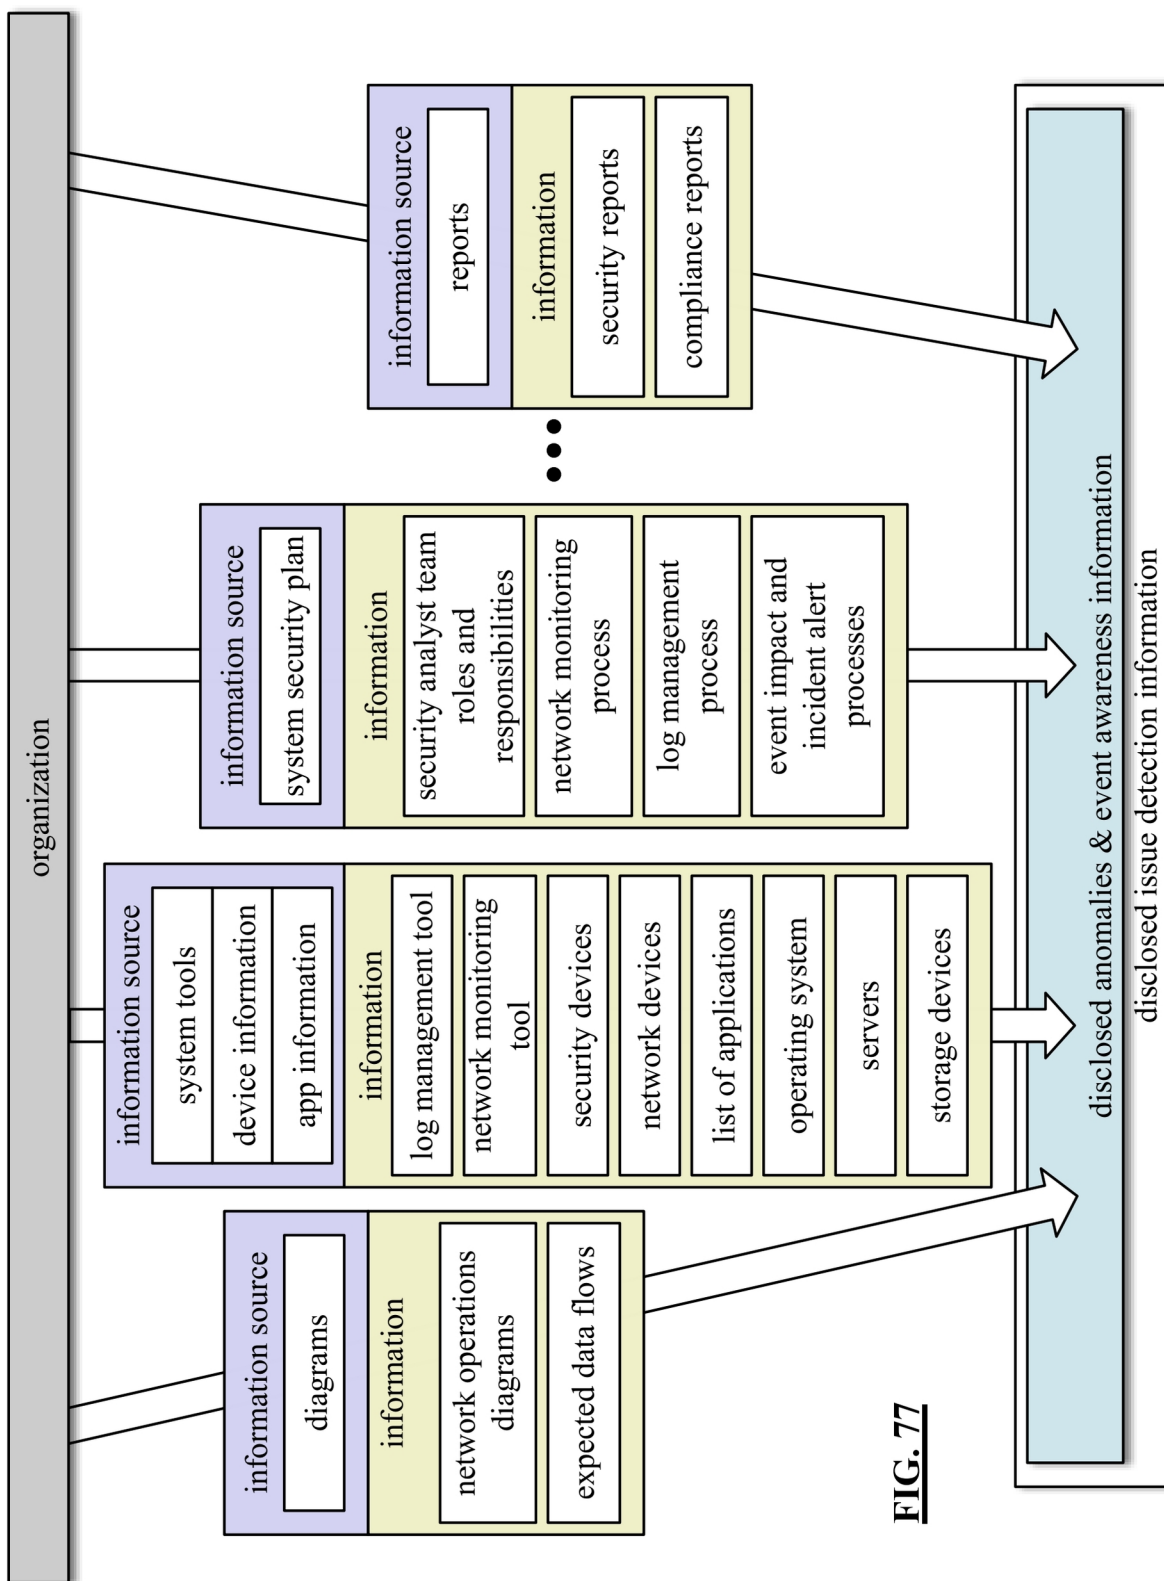 organization
information source
diagrams
information
network operations
diagrams
expected data flows
information source
system tools
device information
app information
information
log management tool
network monitoring
tool
security devices
network devices
list of applications
operating system
servers
storage devices
information source
system security plan
information
security analyst team
roles and
responsibilities
network monitoring
process
log management
process
event impact and
incident alert
processes
information source
reports
information
security reports
compliance reports
disclosed anomalies & event awareness information
disclosed issue detection information
FIG. 77